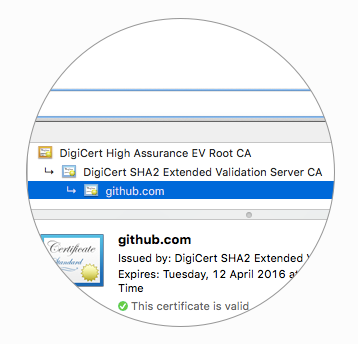 DigiCert High Assurance EV Root CA
DigiCert SHA2 Extended Validation Server CA
github.com
Certificate
Standard
github.com
Issued by: DigiCert SHA2 Extended
Expires: Tuesday, 12 April 2016 at
Time
This certificate is valid